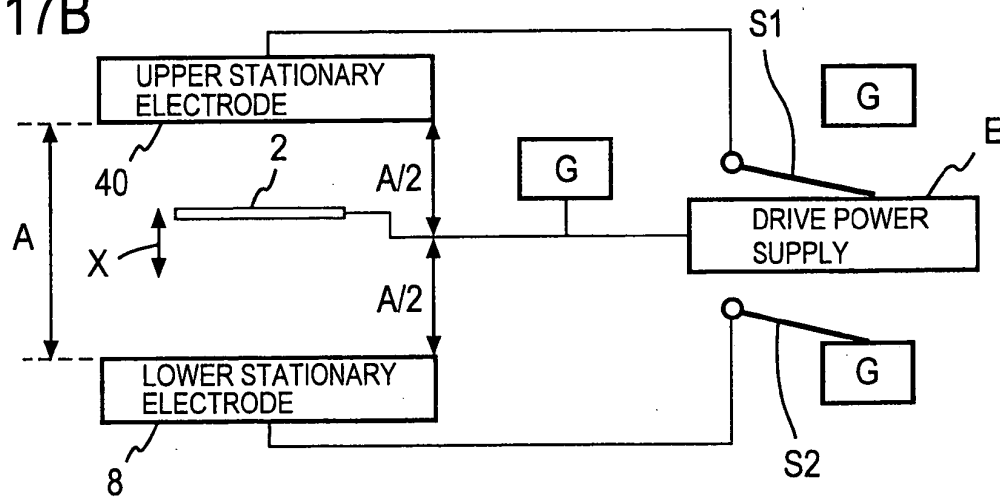 17B
UPPER STATIONARY
ELECTRODE
40
2
A
X
A/2
A/2
G
S1
G
E
DRIVE POWER
SUPPLY
G
S2
LOWER STATIONARY
ELECTRODE
8